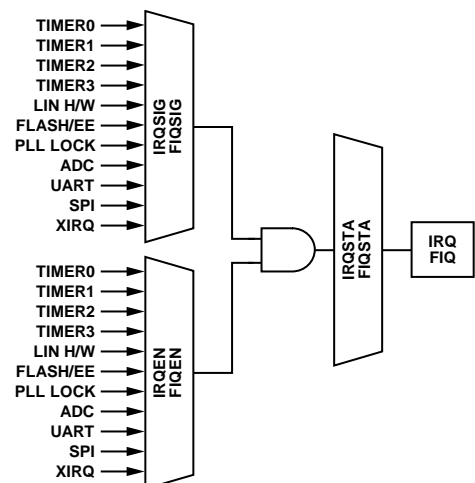 TIMER0
TIMER1
TIMER2
TIMER3
LIN H/W
FLASH/EE
PLL LOCK
ADC
UART
SPI
XIRQ
IRQSIG
FIQSIG
TIMER0
TIMER1
TIMER2
TIMER3
LIN H/W
FLASH/EE
PLL LOCK
ADC
UART
SPI
XIRQ
IRQEN
FIQEN
IRQSTA
FIQSTA
IRQ
FIQ